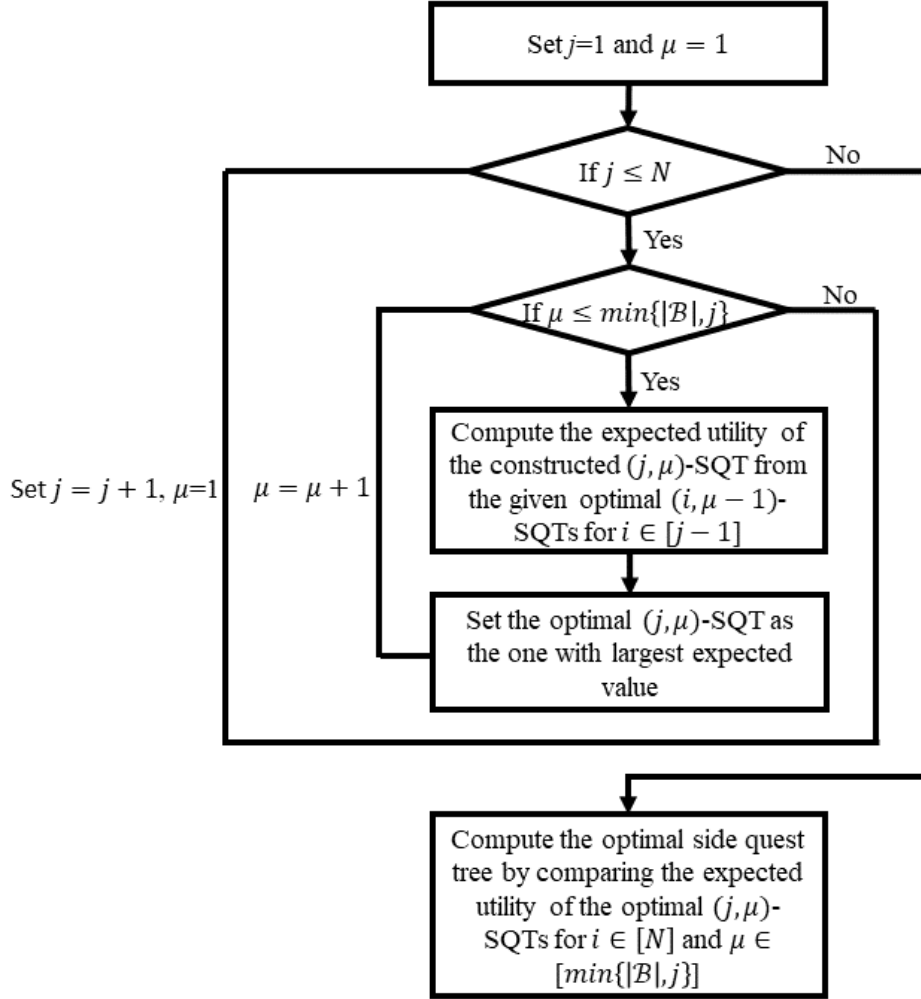 Set j=1 and μ = 1
If j ≤ N
No
Yes
If μ ≤ min{|ℬ|, j}
No
Yes
Compute the expected utility of
the constructed (j, μ)-SQT from
the given optimal (i, μ − 1)-
SQTs for i ∈ [j − 1]
Set j = j + 1, μ=1
μ = μ + 1
Set the optimal (j, μ)-SQT as
the one with largest expected
value
Compute the optimal side quest
tree by comparing the expected
utility of the optimal (j, μ)-
SQTs for i ∈ [N] and μ ∈
[min{|ℬ|, j}]